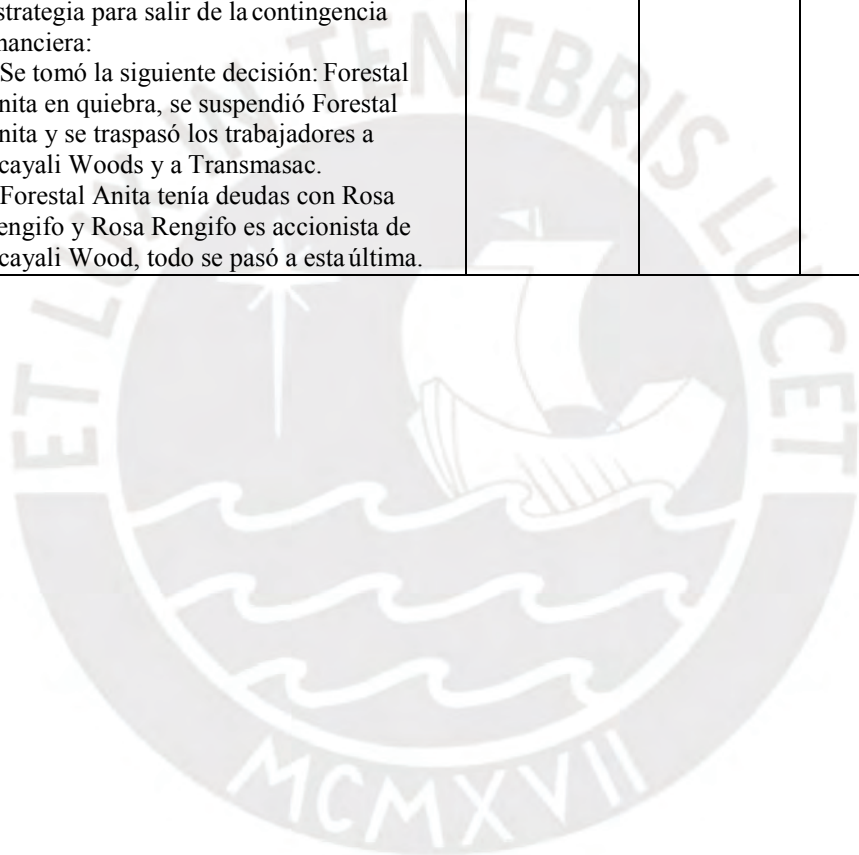 strategia para salir de la contingencia
nanciera:
Se tomó la siguiente decisión: Forestal
nita en quiebra, se suspendió Forestal
nita y se traspasó los trabajadores a
cayali Woods y a Transmasac.
Forestal Anita tenía deudas con Rosa
engifo y Rosa Rengifo es accionista de
cayali Wood, todo se pasó a esta última.
ET LUX IN TENEBRIS LUCET
MCMXVII